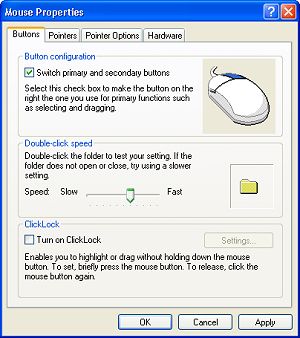 Mouse Properties
Buttons Pointers Pointer Options Hardware
Button configuration
Switch primary and secondary buttons
Select this check box to make the button on the
right the one you use for primary functions such
as selecting and dragging.
Double-click speed
Double-click the folder to test your setting. If the
folder does not open or close, try using a slower
setting.
Speed: Slow Fast
ClickLock
Turn on ClickLock Settings...
Enables you to highlight or drag without holding down the mouse
button. To set, briefly press the mouse button. To release, click the
mouse button again.
OK Cancel Apply